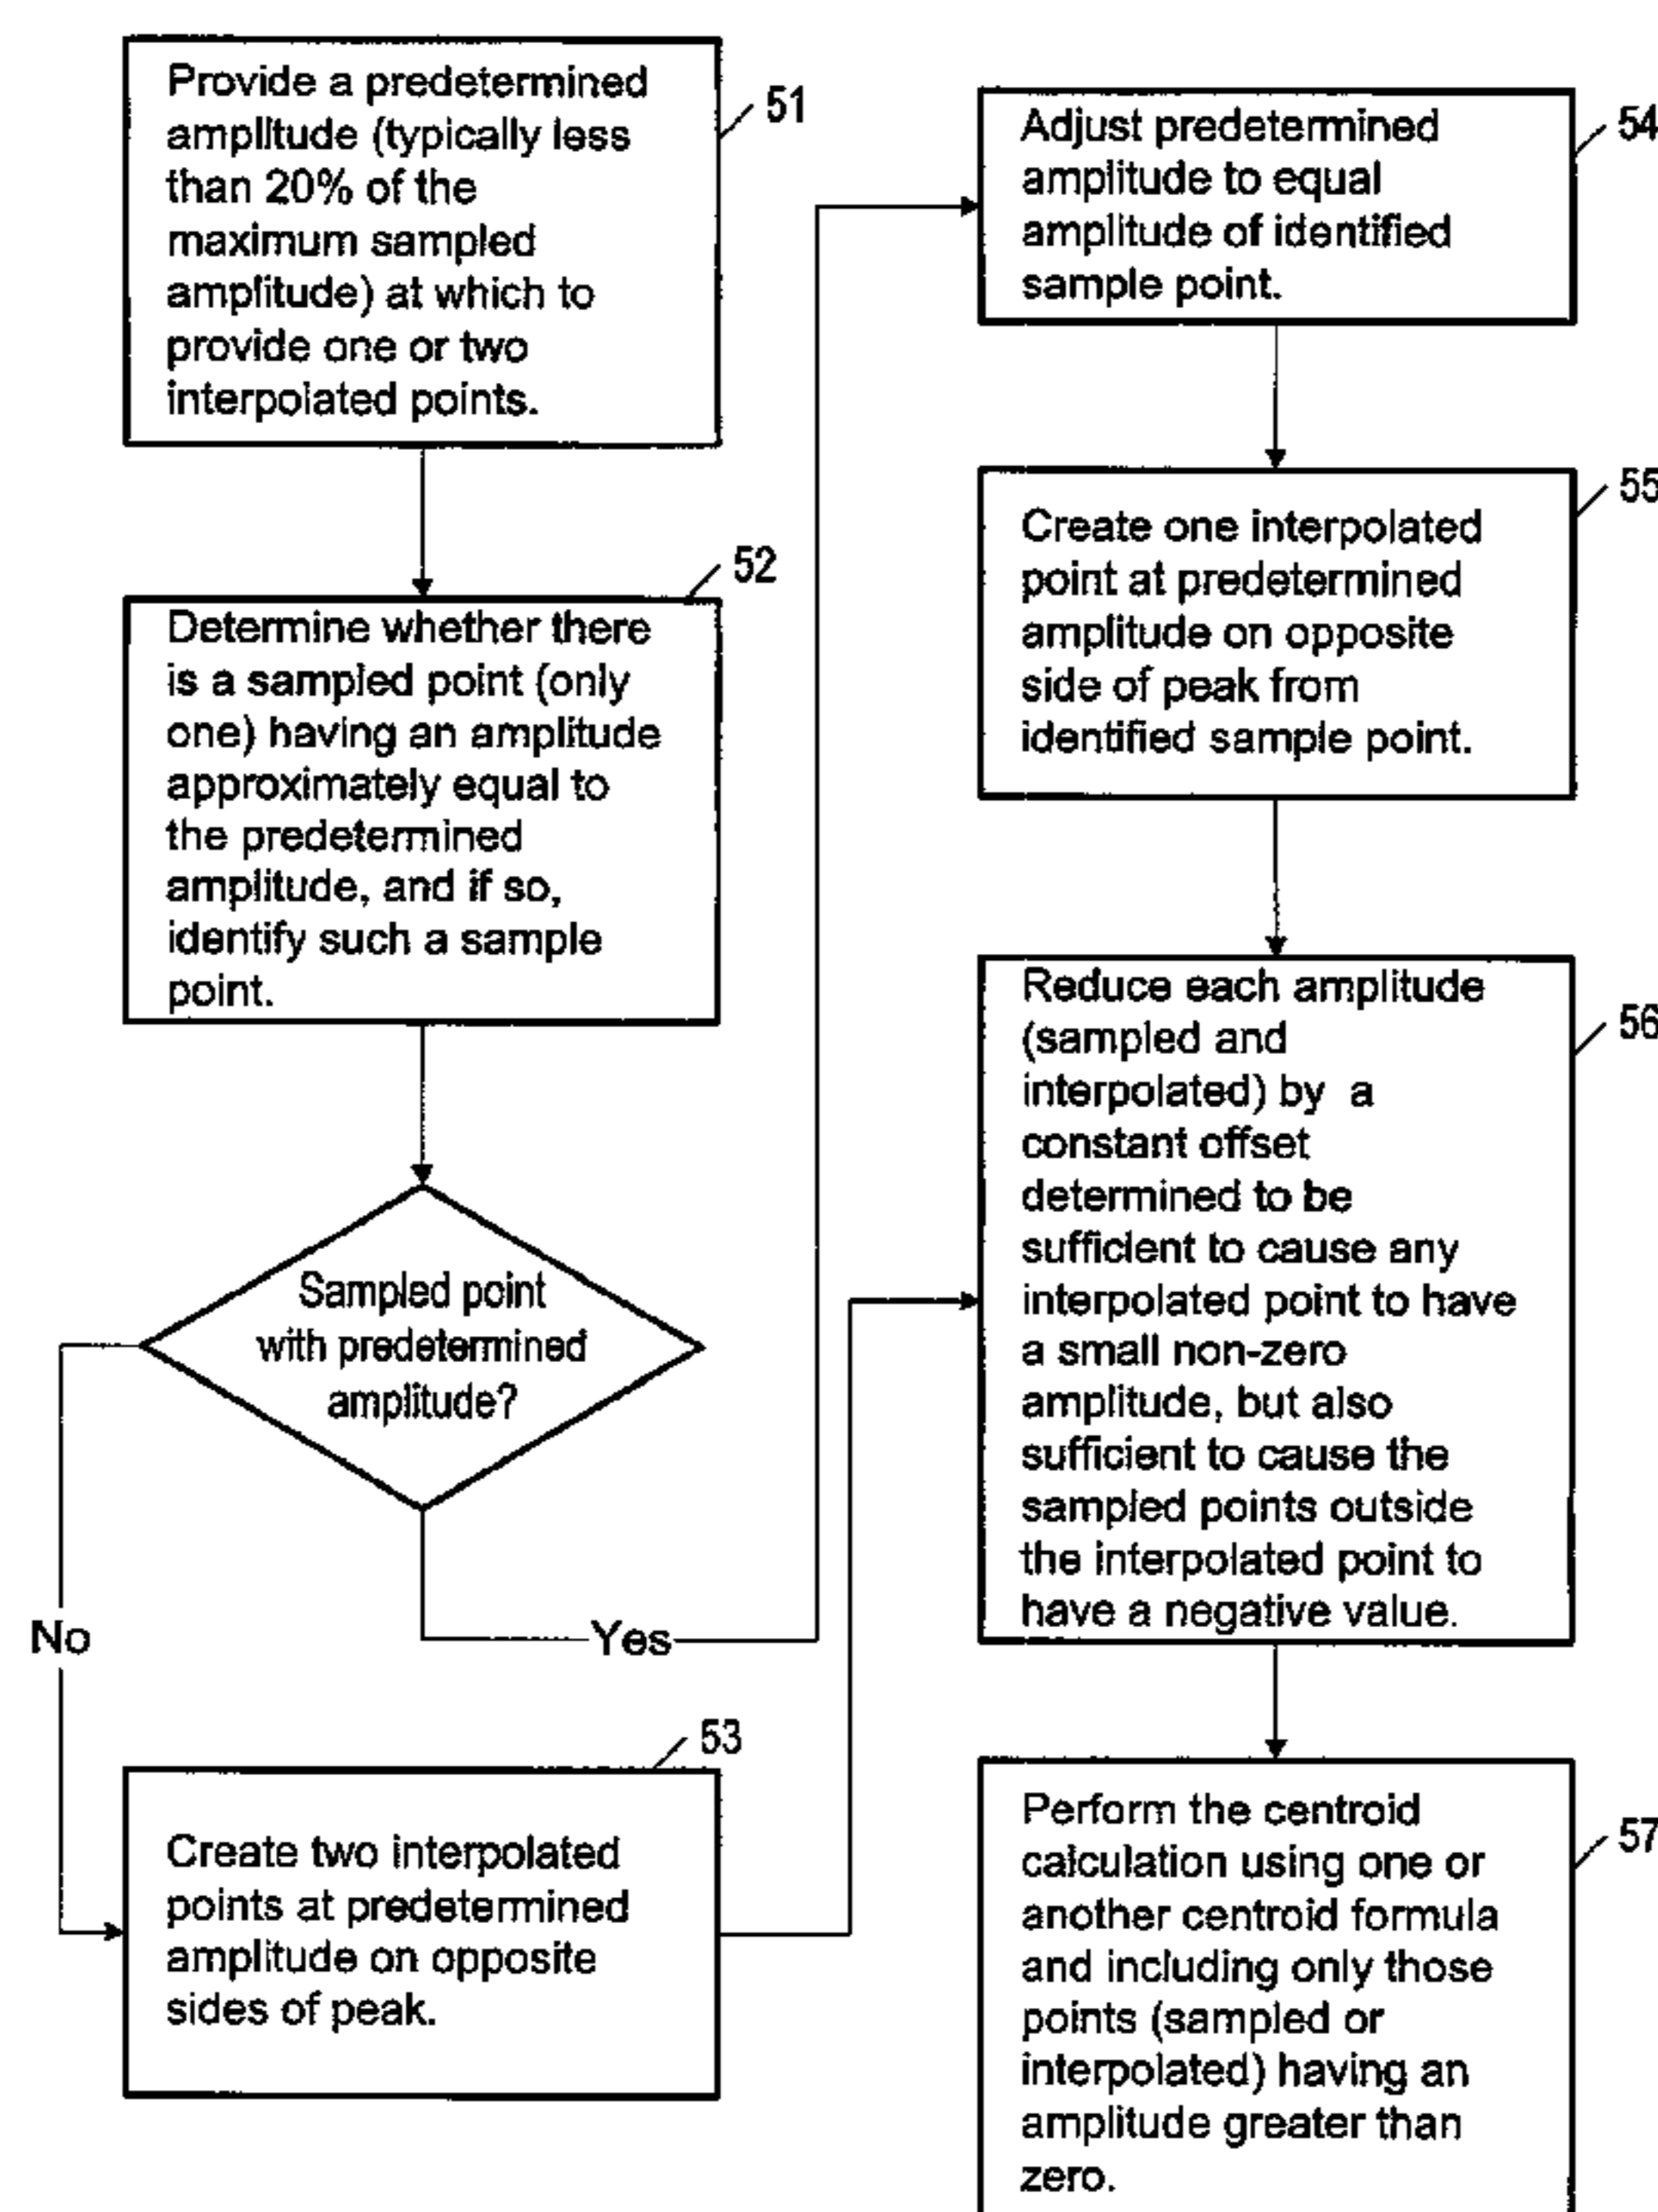 Provide a predetermined
amplitude (typically less
than 20% of the
maximum sampled
amplitude) at which to
provide one or two
interpolated points.
51
Determine whether there
is a sampled point (only
one) having an amplitude
approximately equal to
the predetermined
amplitude, and if so,
identify such a sample
point.
52
Sampled point
with predetermined
amplitude?
No
Yes
Create two interpolated
points at predetermined
amplitude on opposite
sides of peak.
53
Adjust predetermined
amplitude to equal
amplitude of identified
sample point.
54
Create one interpolated
point at predetermined
amplitude on opposite
side of peak from
identified sample point.
55
Reduce each amplitude
(sampled and
interpolated) by a
constant offset
determined to be
sufficient to cause any
interpolated point to have
a small non-zero
amplitude, but also
sufficient to cause the
sampled points outside
the interpolated point to
have a negative value.
56
Perform the centroid
calculation using one or
another centroid formula
and including only those
points (sampled or
interpolated) having an
amplitude greater than
zero.
57